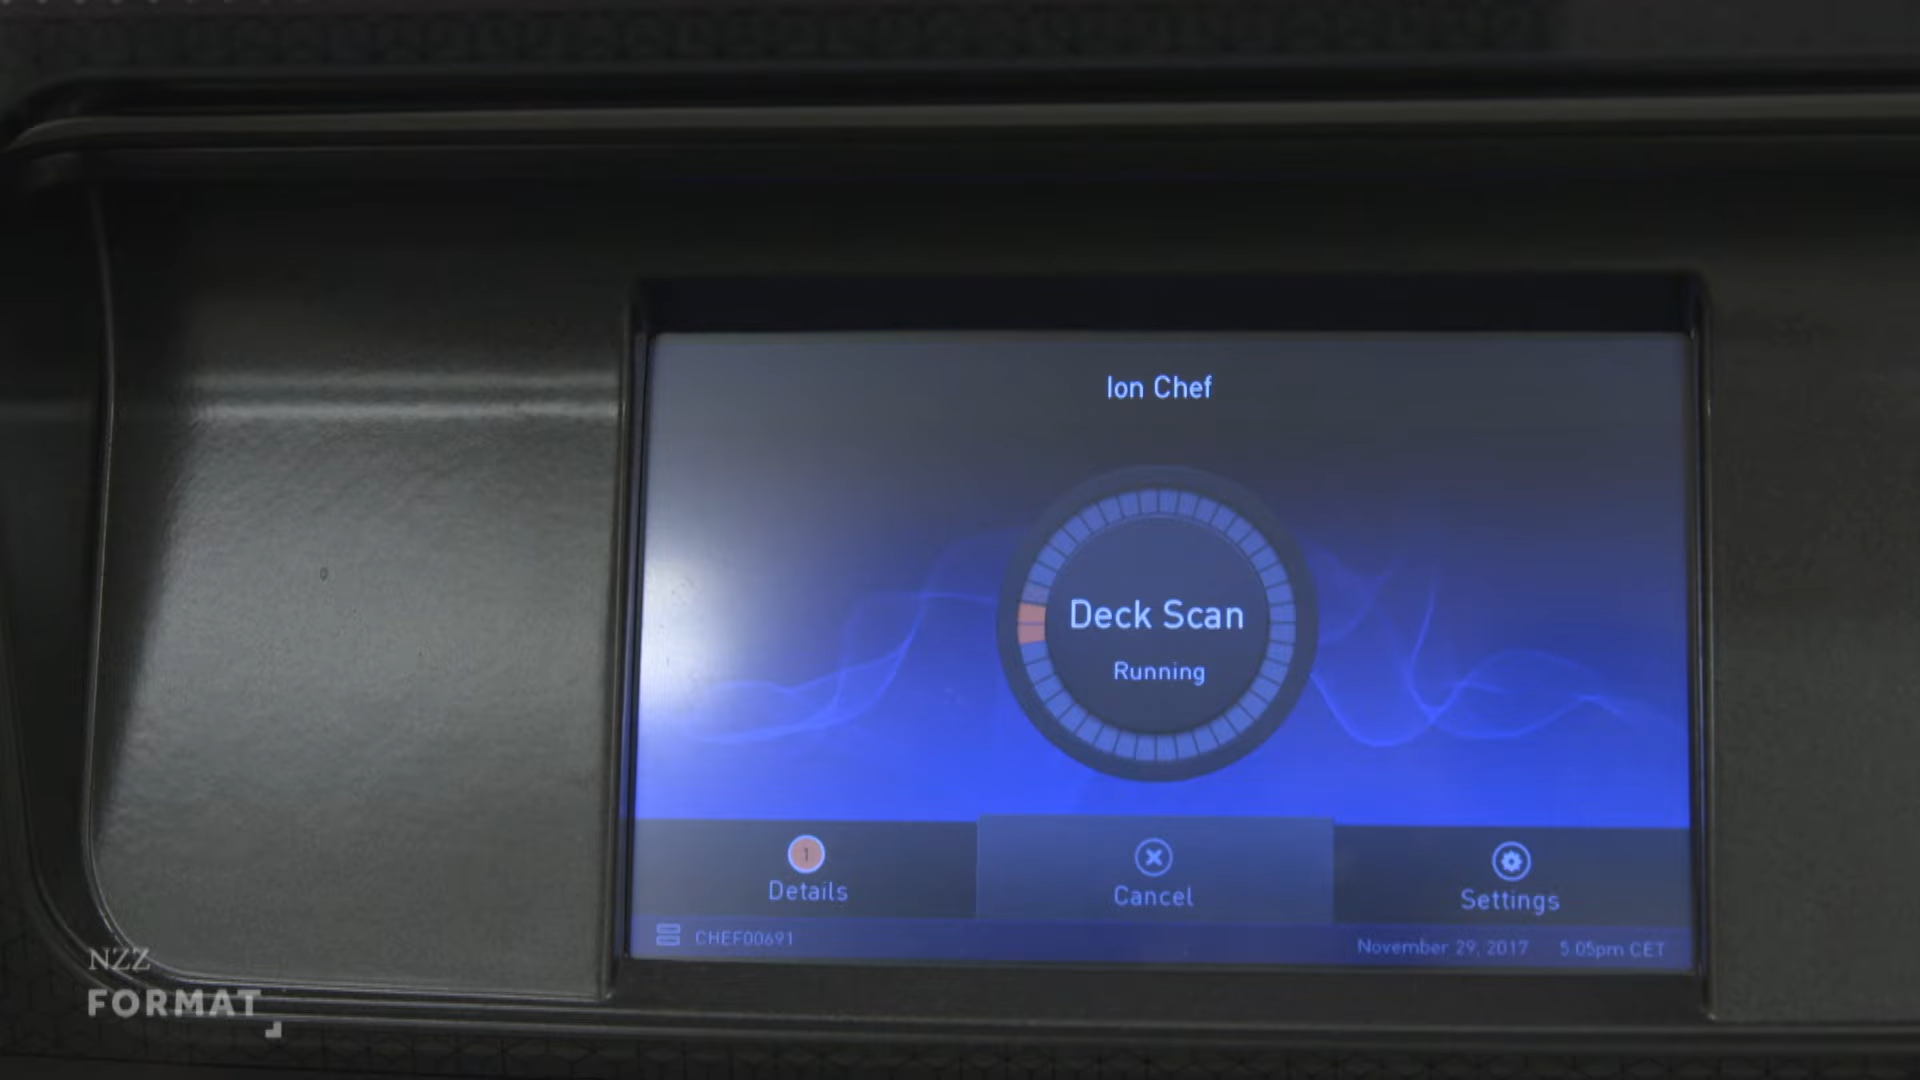 Ion Chef
Deck Scan
Running
1
Details
Cancel
Settings
CHEF00691
November 29, 2017 5:05pm CET
NZZ
FORMAT